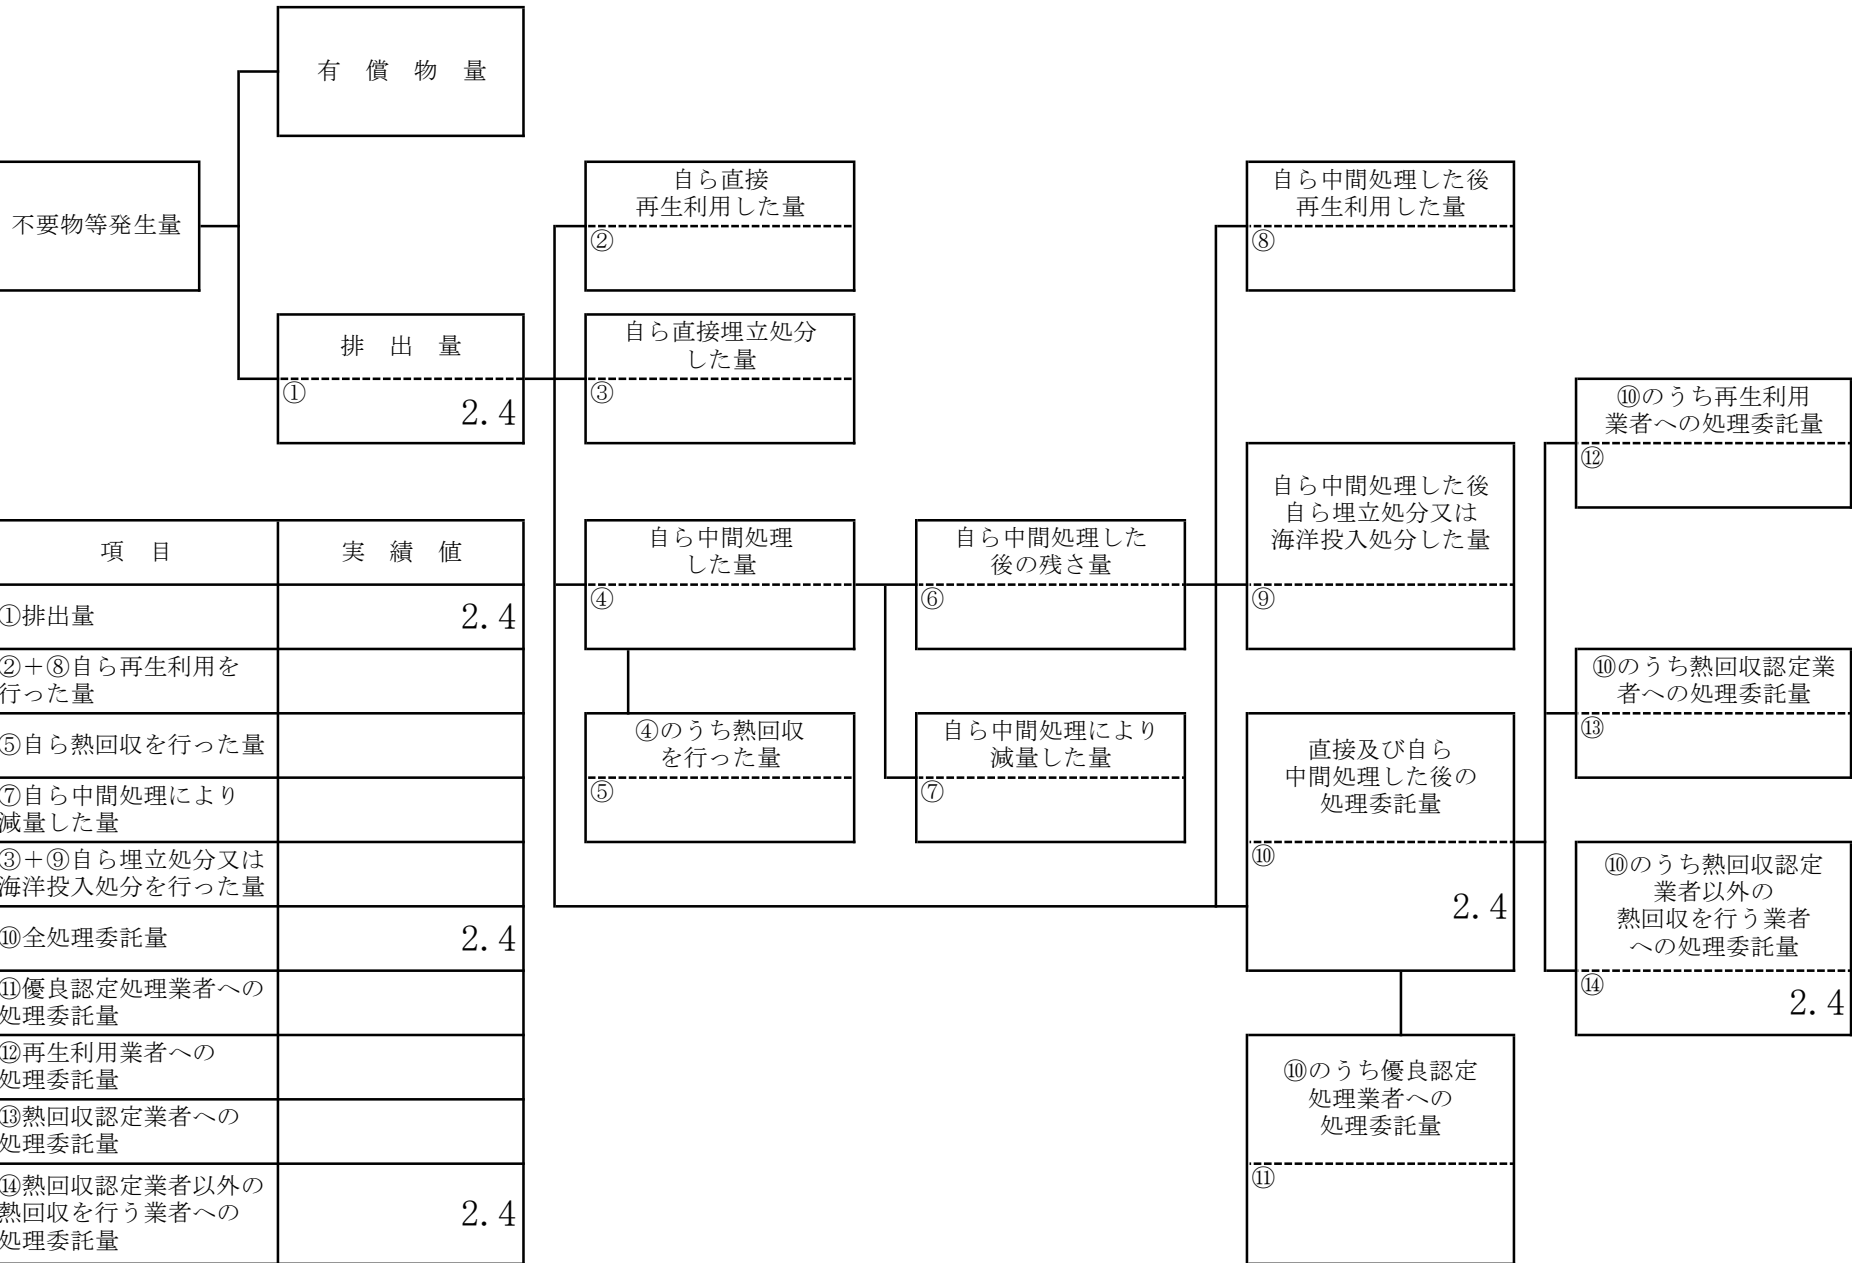 有 償 物 量
不要物等発生量
排 出 量
①
2.4
自ら直接
再生利用した量
②
自ら直接埋立処分
した量
③
自ら中間処理
した量
④
④のうち熱回収
を行った量
⑤
自ら中間処理した
後の残さ量
⑥
自ら中間処理により
減量した量
⑦
自ら中間処理した後
再生利用した量
⑧
自ら中間処理した後
自ら埋立処分又は
海洋投入処分した量
⑨
直接及び自ら
中間処理した後の
処理委託量
⑩
2.4
⑩のうち優良認定
処理業者への
処理委託量
⑪
⑩のうち再生利用
業者への処理委託量
⑫
⑩のうち熱回収認定業
者への処理委託量
⑬
⑩のうち熱回収認定
業者以外の
熱回収を行う業者
への処理委託量
⑭
2.4
項 目 実 績 値
①排出量 2.4
②＋⑧自ら再生利用を
行った量
⑤自ら熱回収を行った量
⑦自ら中間処理により
減量した量
③＋⑨自ら埋立処分又は
海洋投入処分を行った量
⑩全処理委託量 2.4
⑪優良認定処理業者への
処理委託量
⑫再生利用業者への
処理委託量
⑬熱回収認定業者への
処理委託量
⑭熱回収認定業者以外の
熱回収を行う業者への
処理委託量
2.4